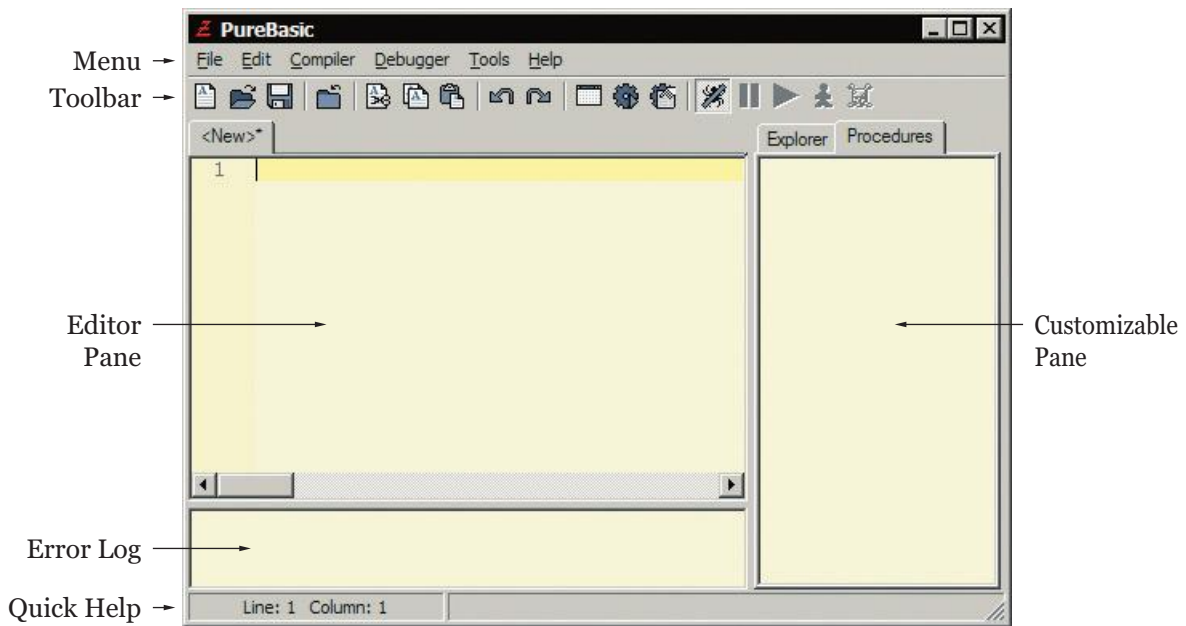 PureBasic
Menu
File Edit Compiler Debugger Tools Help
Toolbar
<New>*
Explorer Procedures
1
Editor
Pane
Customizable
Pane
Error Log
Quick Help
Line: 1 Column: 1